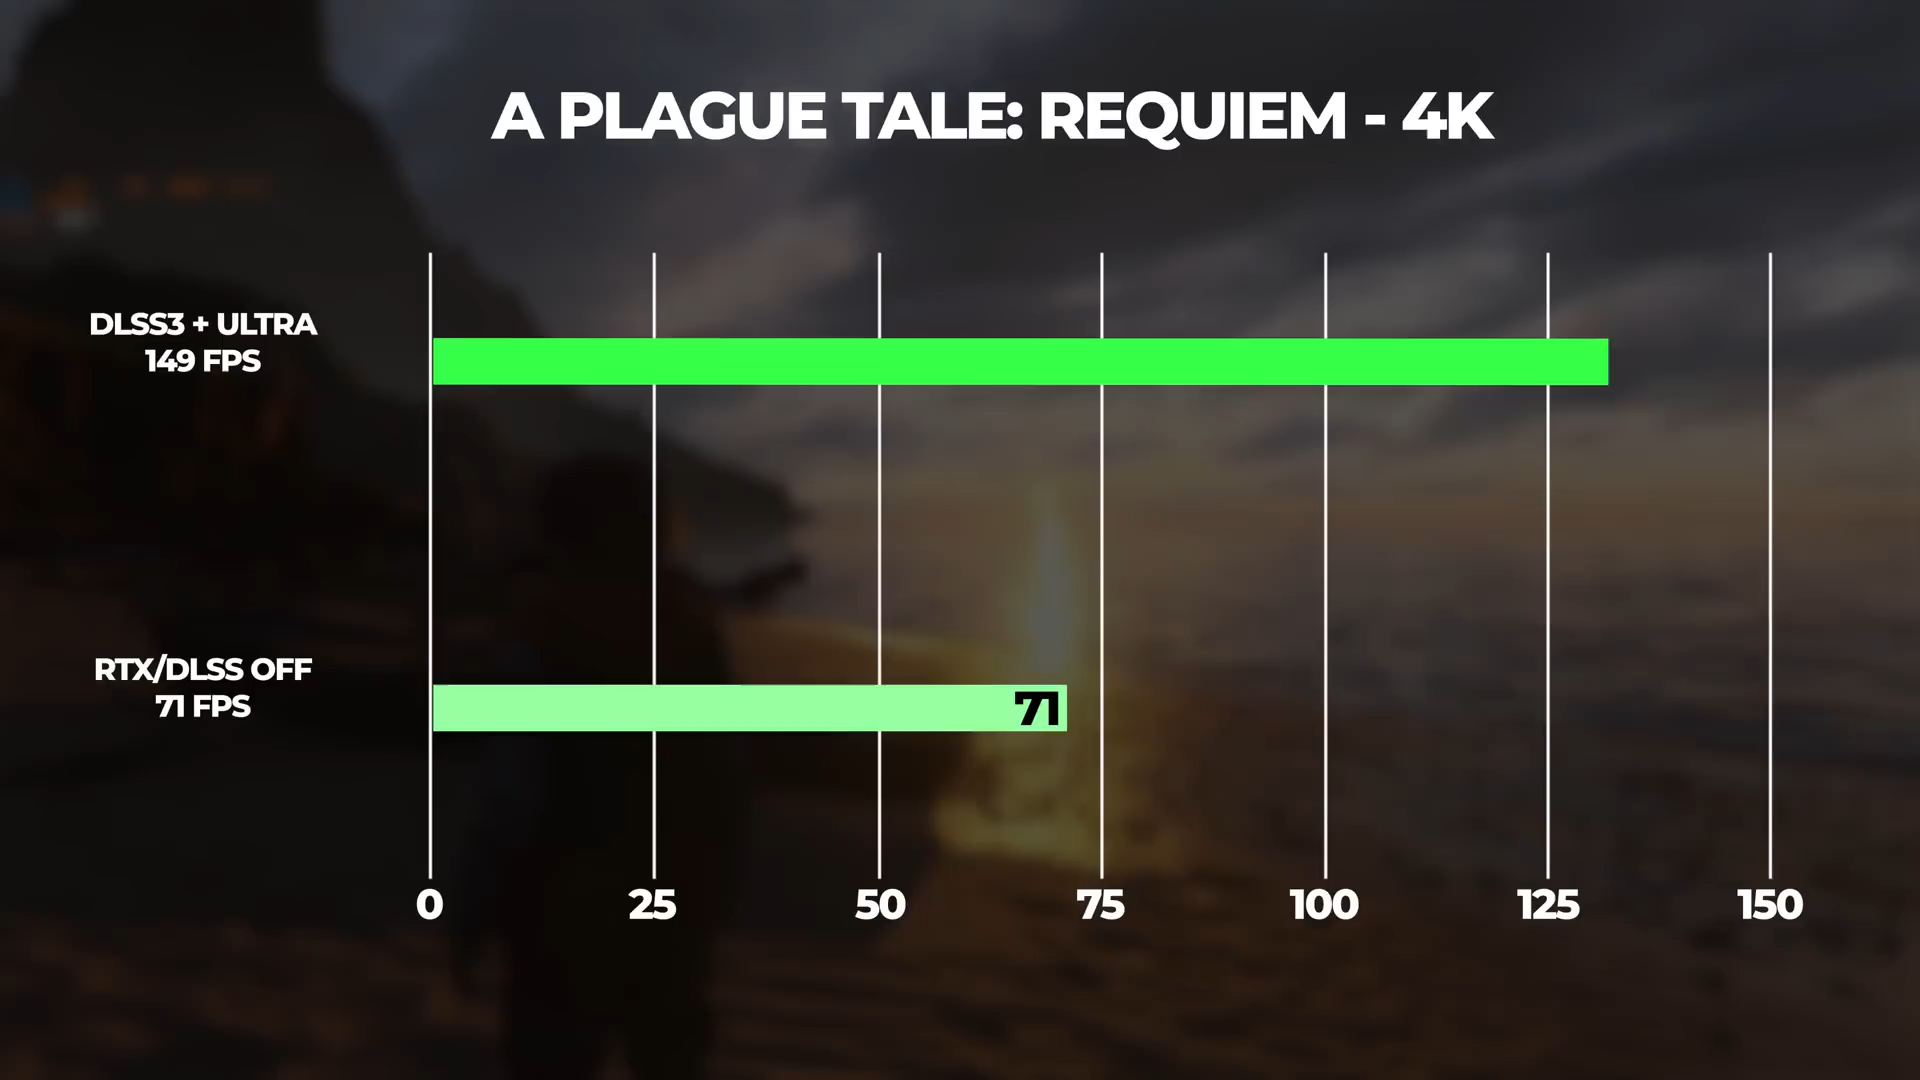 A PLAGUE TALE: REQUIEM - 4K
DLSS3 + ULTRA
149 FPS
RTX/DLSS OFF
71 FPS
71
0 25 50 75 100 125 150